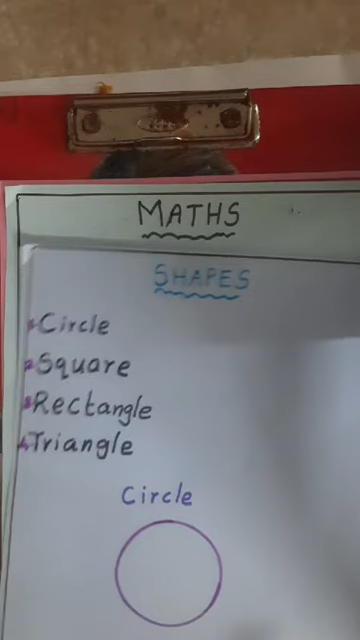 MATHS
SHAPES
Circle
Square
Rectangle
Triangle
Circle